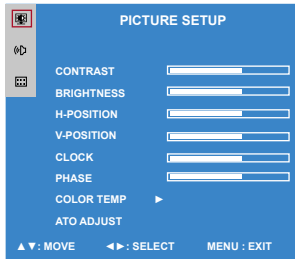 PICTURE SETUP
CONTRAST
BRIGHTNESS
H-POSITION
V-POSITION
CLOCK
PHASE
COLOR TEMP ►
ATO ADJUST
▲▼: MOVE ◄►: SELECT MENU : EXIT